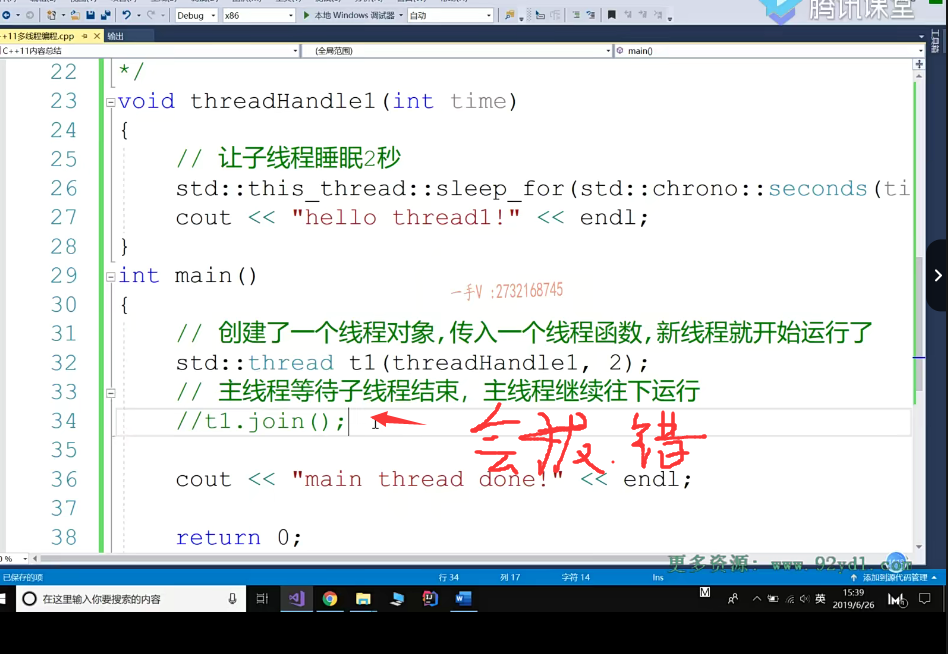 Debug
x86
本地 Windows 调试器
自动
腾讯课堂
+11多线程编程.cpp
输出
C++11内容总结
(全局范围)
main()
22 */
23 void threadHandle1(int time)
24 {
25 // 让子线程睡眠2秒
26 std::this_thread::sleep_for(std::chrono::seconds(ti
27 cout << "hello thread1!" << endl;
28 }
29 int main()
一手V :2732168745
30 {
31 // 创建了一个线程对象,传入一个线程函数,新线程就开始运行了
32 std::thread t1(threadHandle1, 2);
33 // 主线程等待子线程结束，主线程继续往下运行
34 //t1.join();
会报错
35
36 cout << "main thread done!" << endl;
37
38 return 0;
更多资源: www.92ydl.com
已保存的项
行 34
列 17
字符 14
Ins
添加到源代码管理
在这里输入你要搜索的内容
英
15:39
2019/6/26